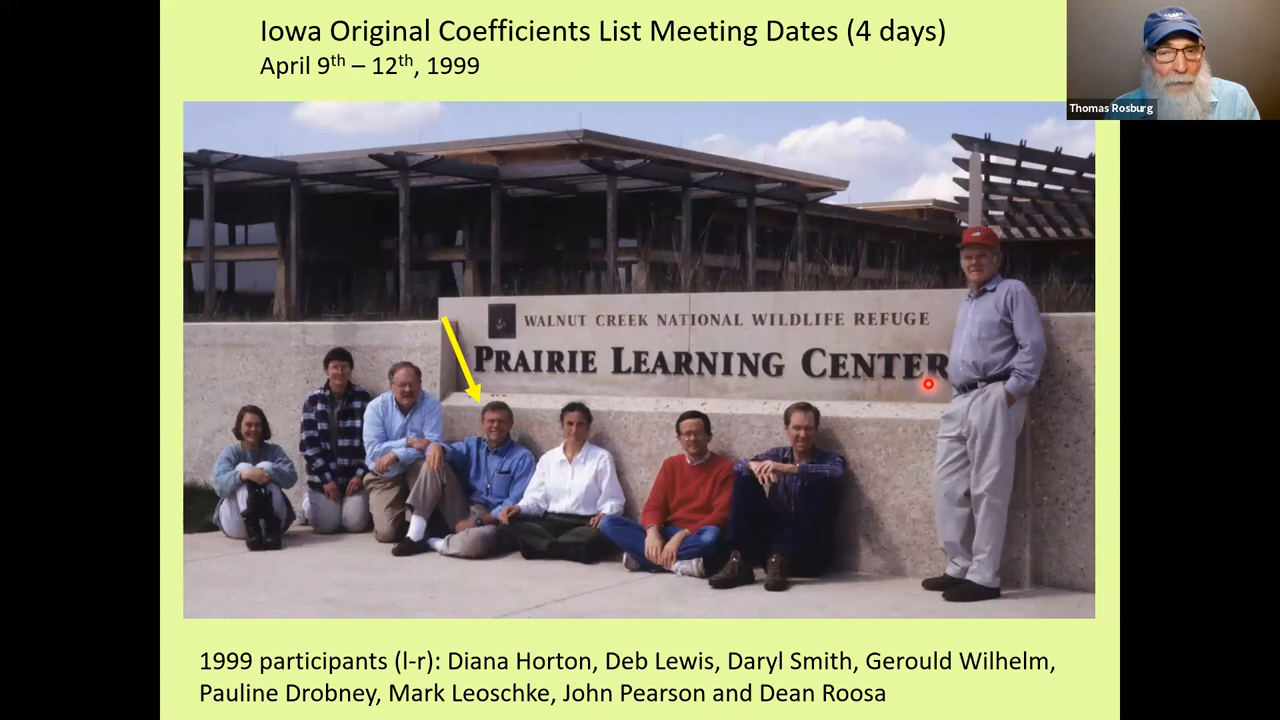 Iowa Original Coefficients List Meeting Dates (4 days)
April 9th – 12th, 1999
Thomas Rosburg
WALNUT CREEK NATIONAL WILDLIFE REFUGE
PRAIRIE LEARNING CENTER
1999 participants (l-r): Diana Horton, Deb Lewis, Daryl Smith, Gerould Wilhelm,
Pauline Drobney, Mark Leoschke, John Pearson and Dean Roosa